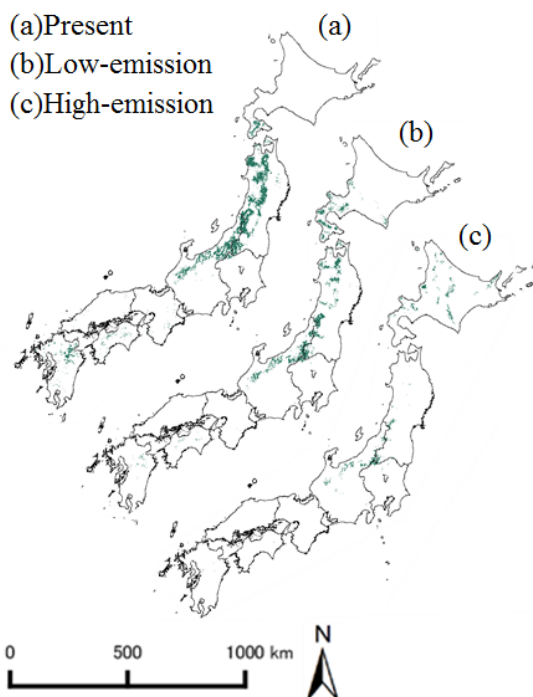 (a)Present
(b)Low-emission
(c)High-emission
(a)
(b)
(c)
N
0 500 1000 km